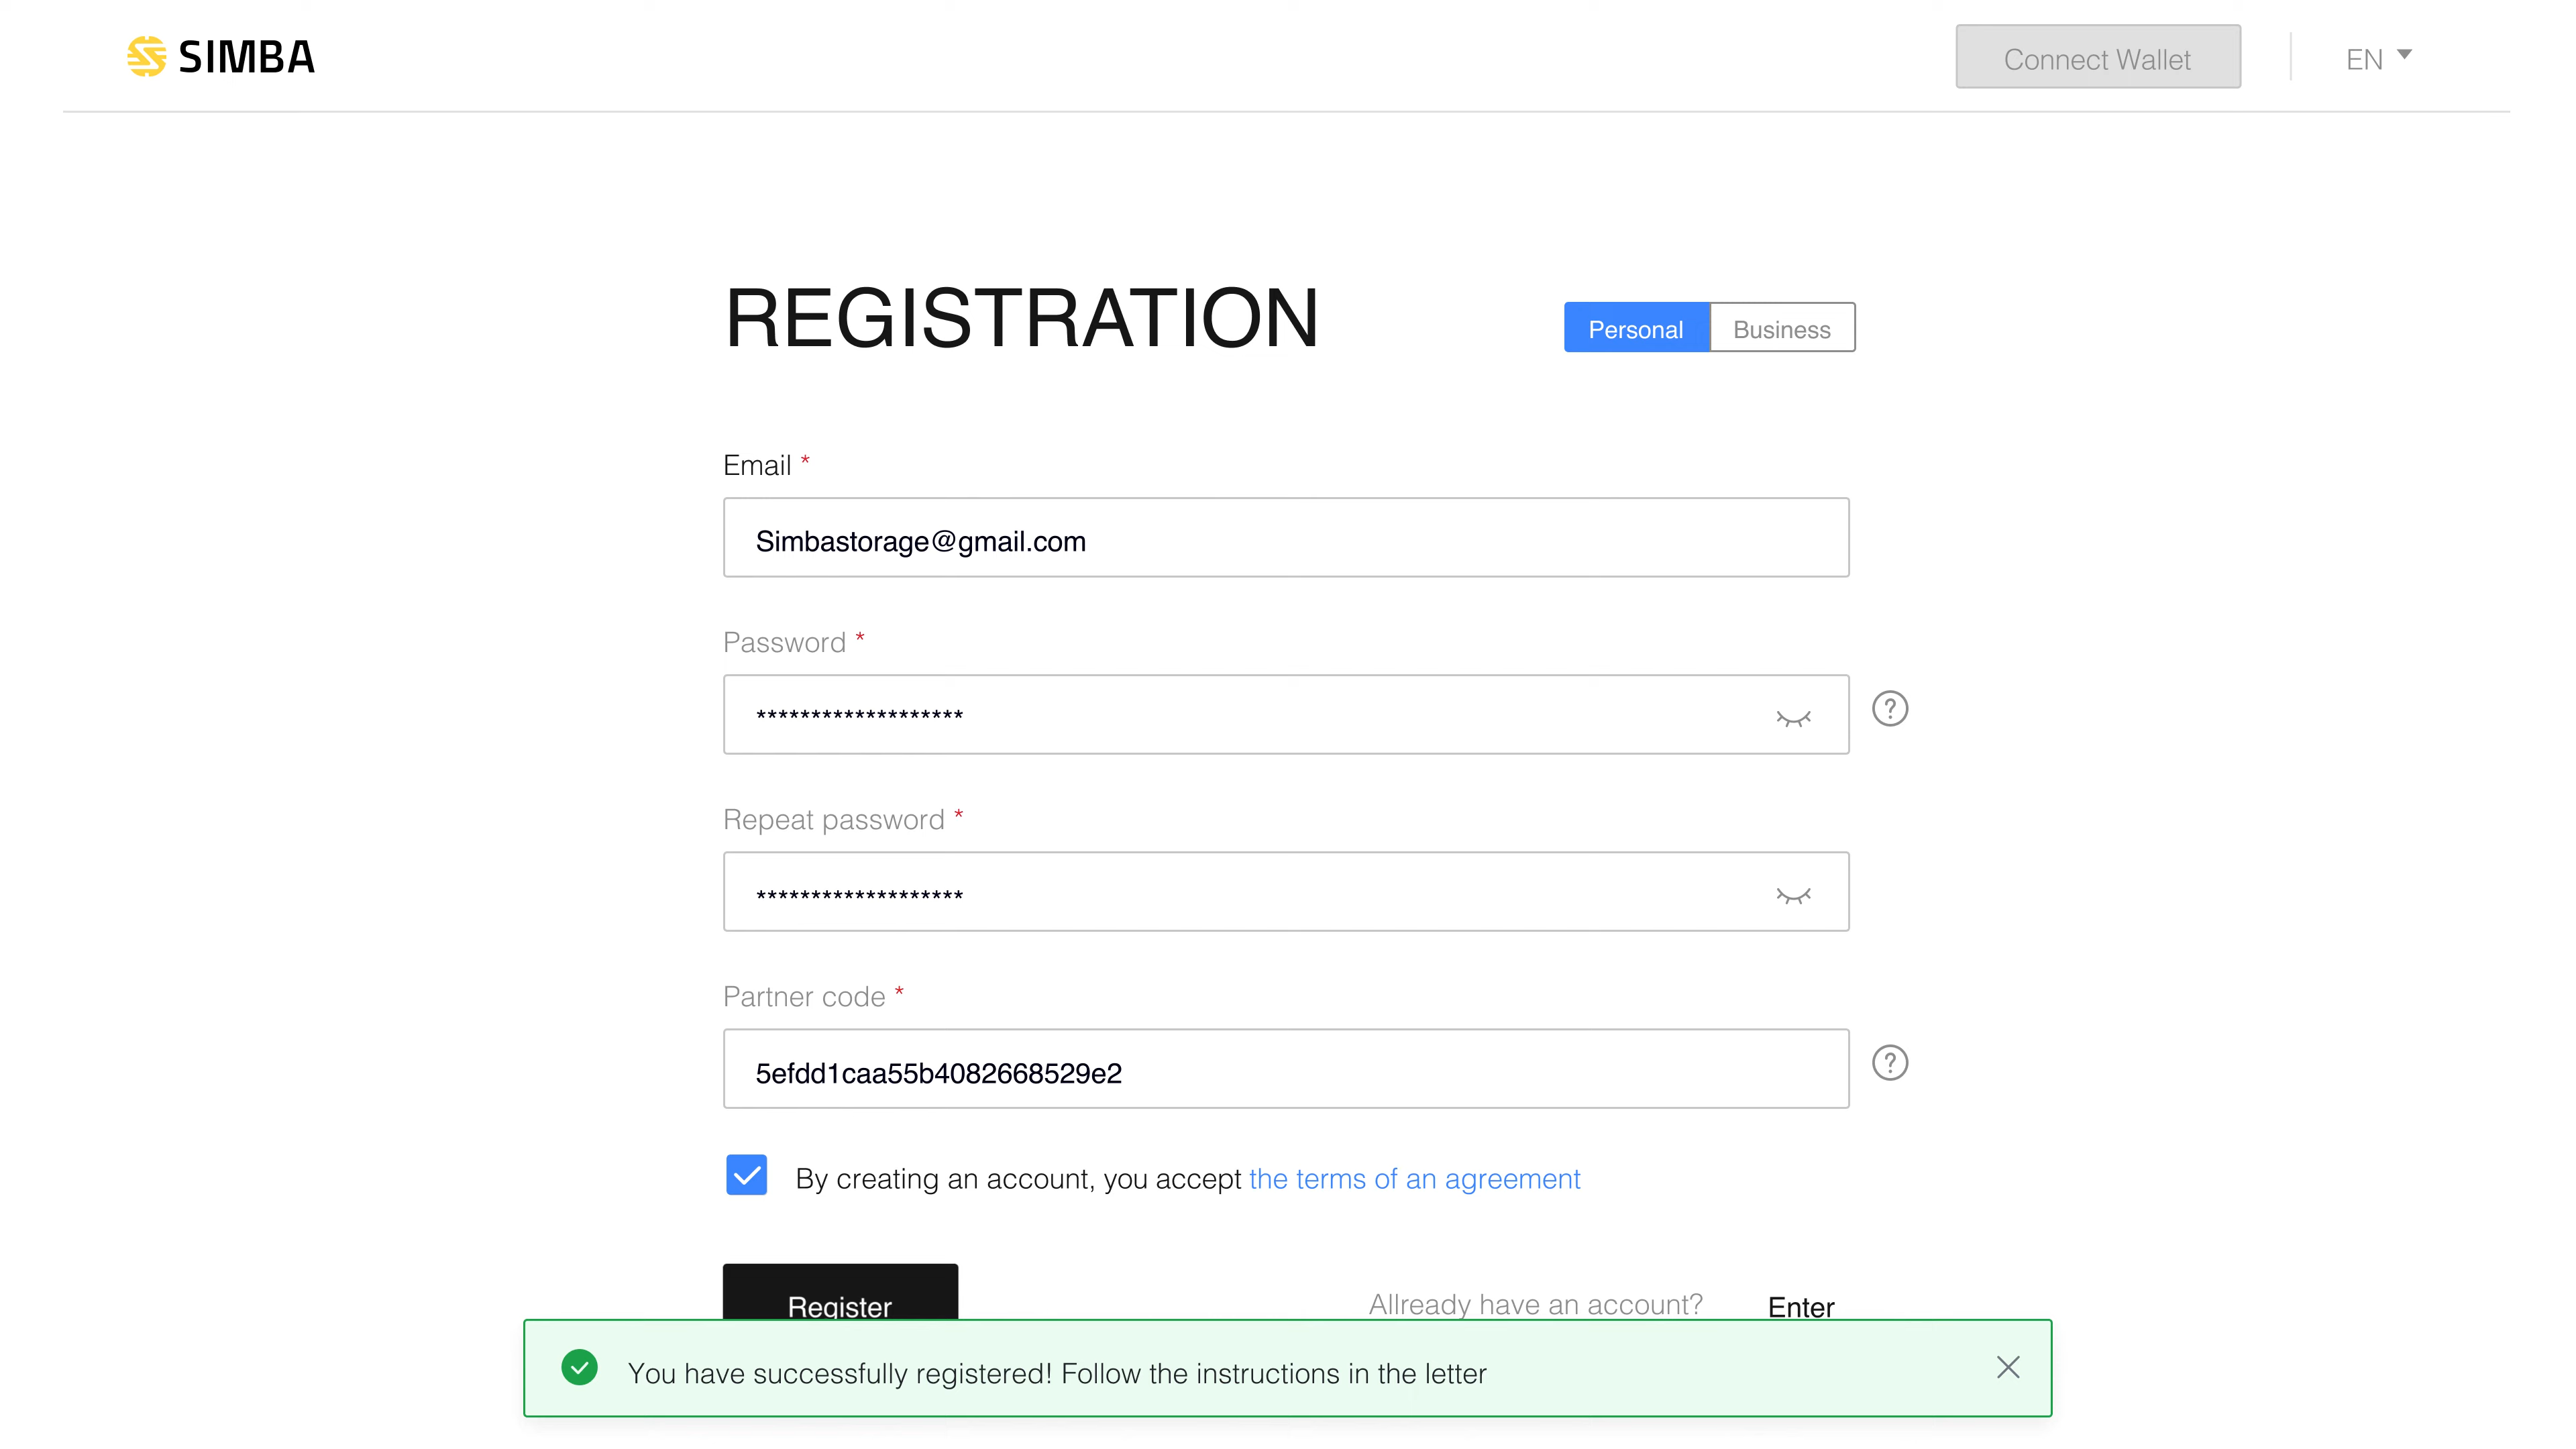 SIMBA
Connect Wallet
EN
REGISTRATION
Personal
Business
Email *
Simbastorage@gmail.com
Password *
*******************
?
Repeat password *
*******************
Partner code *
5efdd1caa55b4082668529e2
?
By creating an account, you accept the terms of an agreement
Register
Allready have an account?
Enter
You have successfully registered! Follow the instructions in the letter